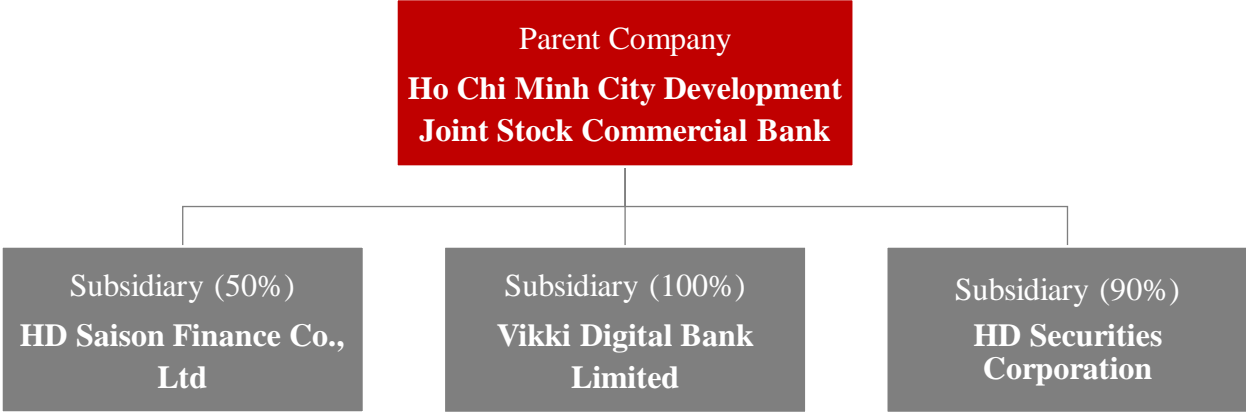 Parent Company
Ho Chi Minh City Development
Joint Stock Commercial Bank
Subsidiary (50%)
HD Saison Finance Co.,
Ltd
Subsidiary (100%)
Vikki Digital Bank
Limited
Subsidiary (90%)
HD Securities
Corporation